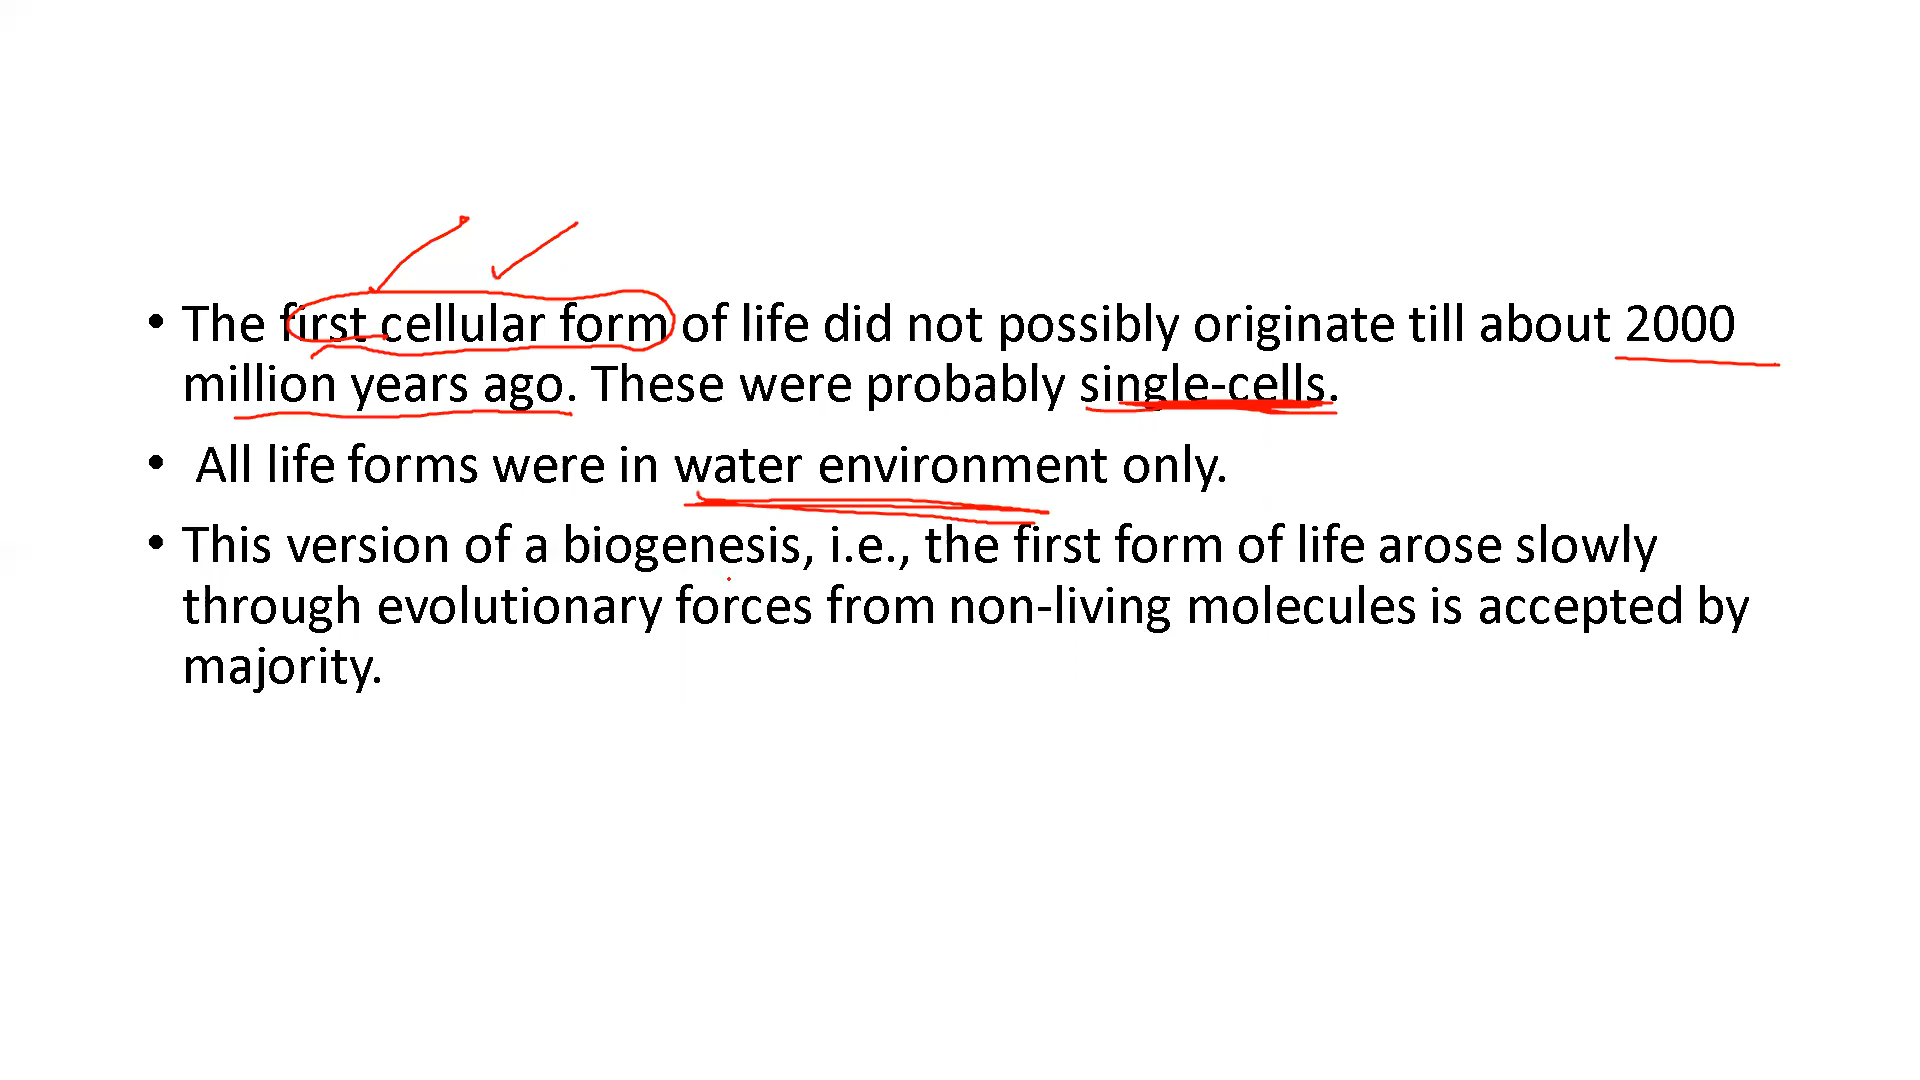 • The first cellular form of life did not possibly originate till about 2000
million years ago. These were probably single-cells.
• All life forms were in water environment only.
• This version of a biogenesis, i.e., the first form of life arose slowly
through evolutionary forces from non-living molecules is accepted by
majority.